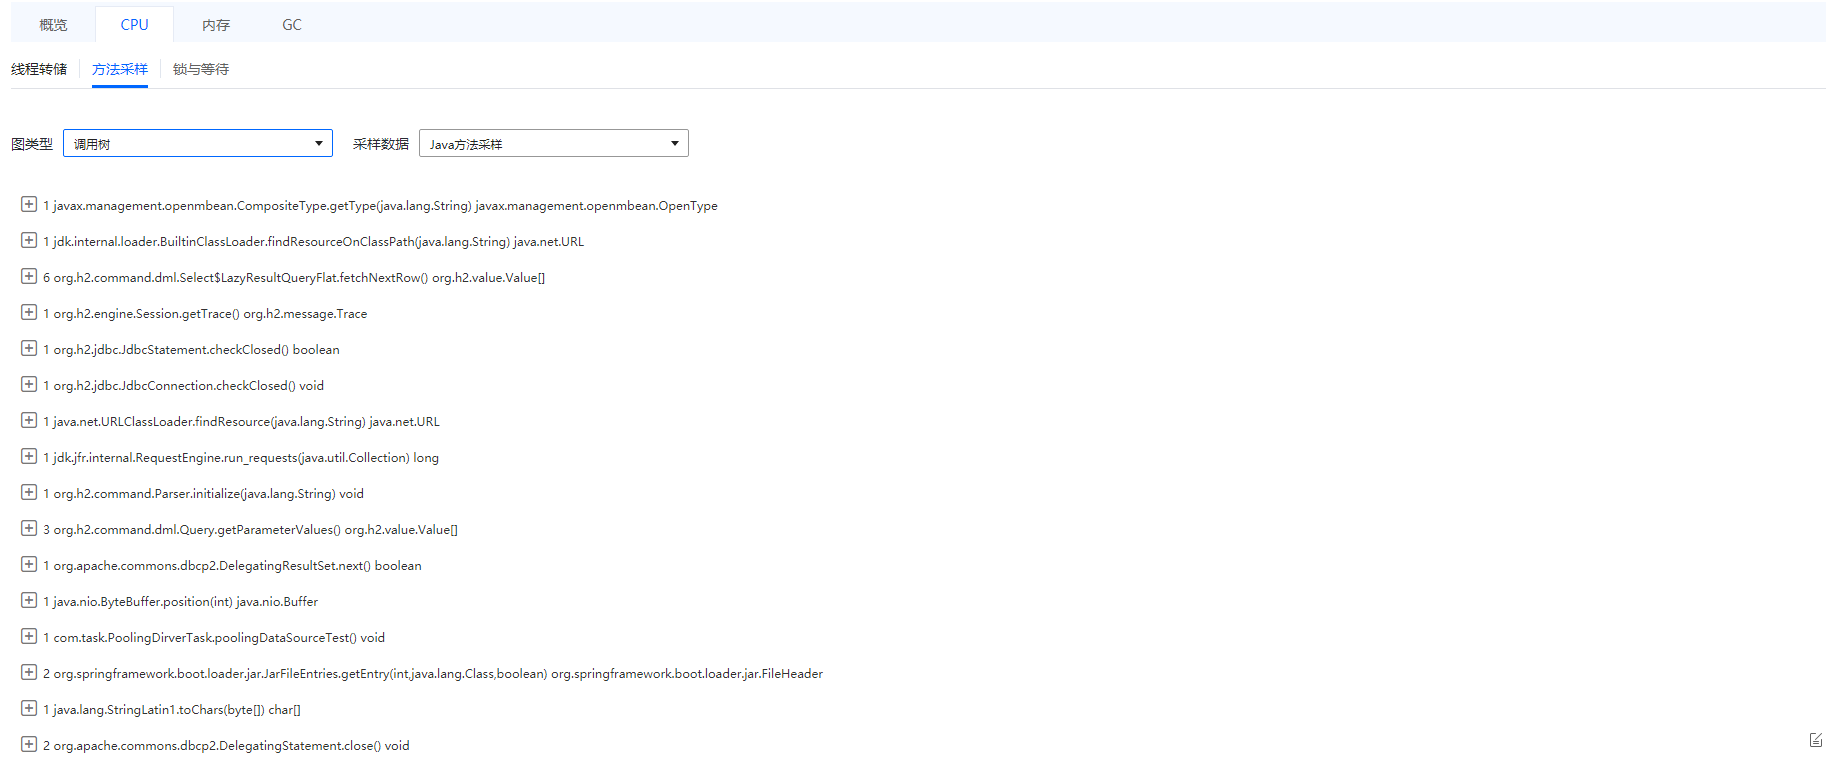 概览 CPU 内存 GC
线程转储 方法采样 锁与等待
图类型 调用树 采样数据 Java方法采样
1 javax.management.openmbean.CompositeType.getType(java.lang.String) javax.management.openmbean.OpenType
1 jdk.internal.loader.BuiltinClassLoader.findResourceOnClassPath(java.lang.String) java.net.URL
6 org.h2.command.dml.Select$LazyResultQueryFlat.fetchNextRow() org.h2.value.Value[]
1 org.h2.engine.Session.getTrace() org.h2.message.Trace
1 org.h2.jdbc.JdbcStatement.checkClosed() boolean
1 org.h2.jdbc.JdbcConnection.checkClosed() void
1 java.net.URLClassLoader.findResource(java.lang.String) java.net.URL
1 jdk.jfr.internal.RequestEngine.run_requests(java.util.Collection) long
1 org.h2.command.Parser.initialize(java.lang.String) void
3 org.h2.command.dml.Query.getParameterValues() org.h2.value.Value[]
1 org.apache.commons.dbcp2.DelegatingResultSet.next() boolean
1 java.nio.ByteBuffer.position(int) java.nio.Buffer
1 com.task.PoolingDirverTask.poolingDataSourceTest() void
2 org.springframework.boot.loader.jar.JarFileEntries.getEntry(int,java.lang.Class,boolean) org.springframework.boot.loader.jar.FileHeader
1 java.lang.StringLatin1.toChars(byte[]) char[]
2 org.apache.commons.dbcp2.DelegatingStatement.close() void